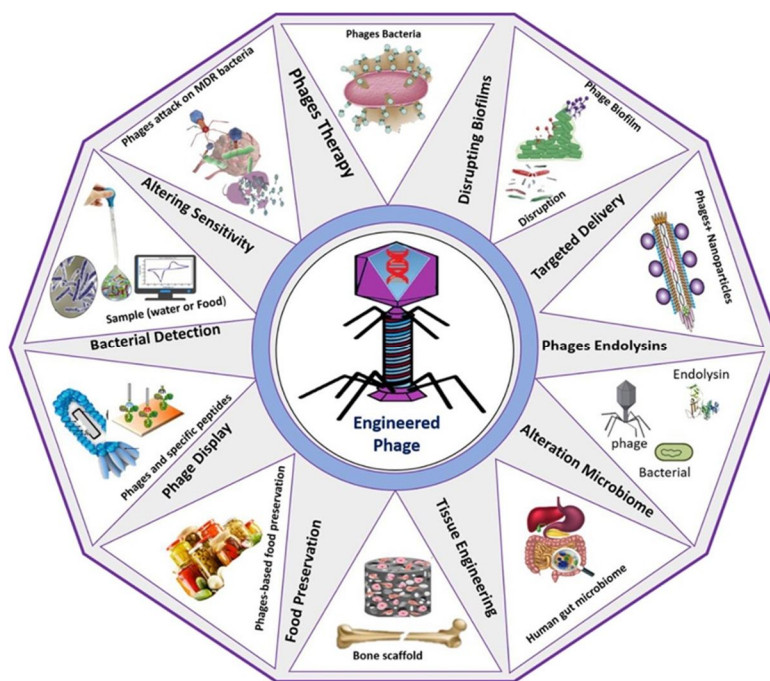 Phages Bacteria
Disrupting Biofilms
Phage Biofilm
Disruption
Targeted Delivery
Phages+ Nanoparticles
Phages Endolysins
Endolysin
phage
Bacterial
Alteration Microbiome
Human gut microbiome
Tissue Engineering
Bone scaffold
Food Preservation
Phages-based food preservation
Phage Display
Phages and specific peptides
Bacterial Detection
Sample (water or Food)
Altering Sensitivity
Phages attack on MDR bacteria
Phages Therapy
Engineered
Phage